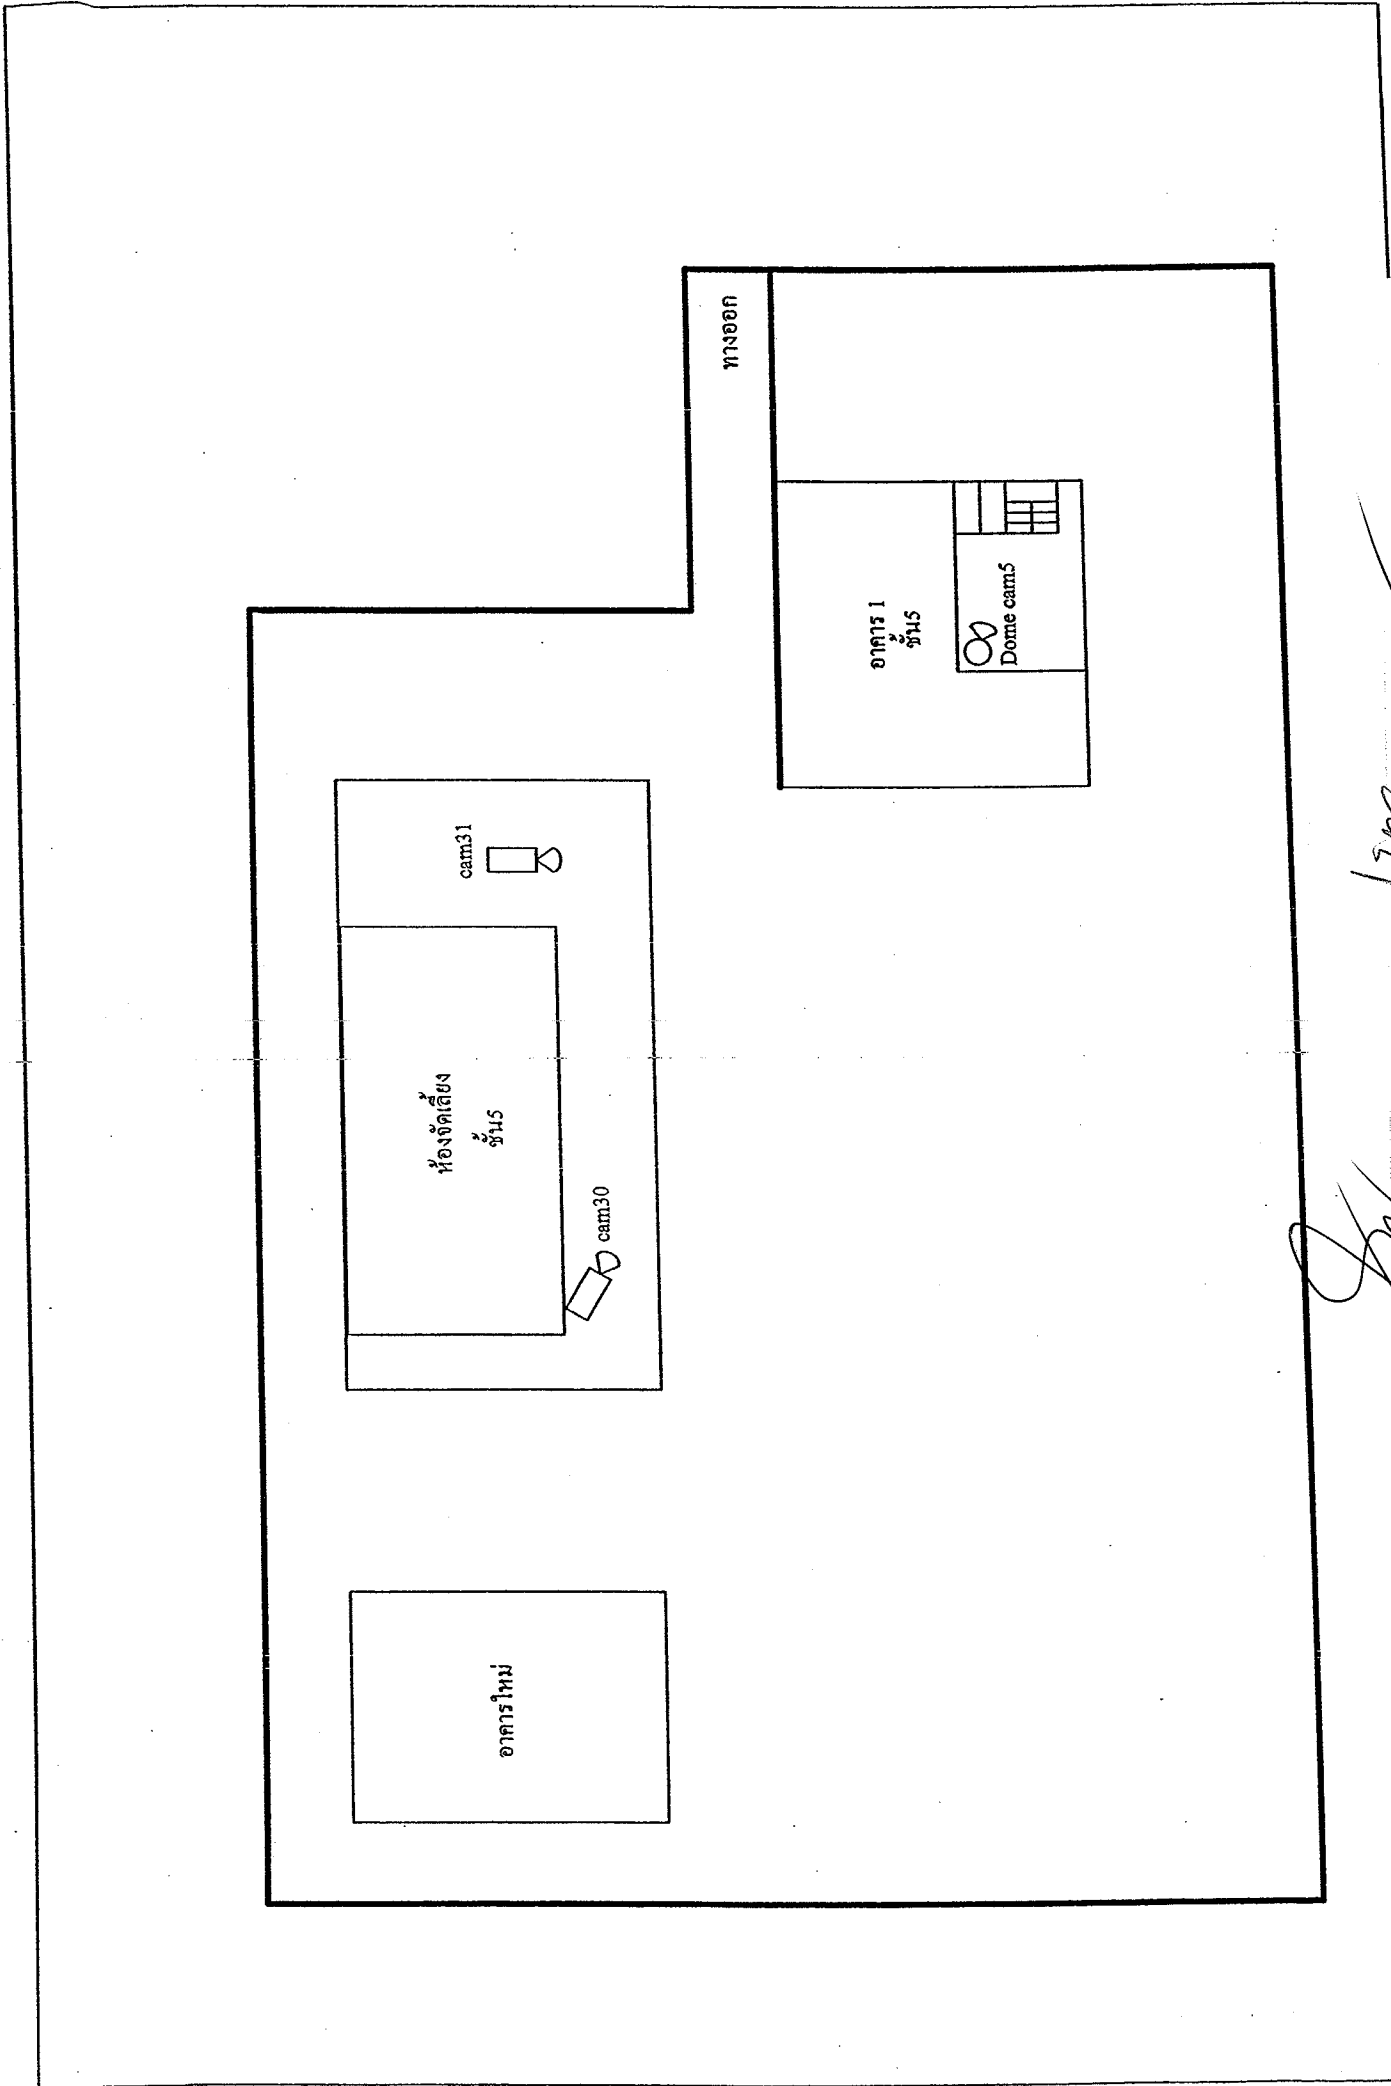 ทางออก
อาคาร 1
ชั้น5
Dome cam5
cam31
ห้องจัดเลี้ยง
ชั้น5
cam30
อาคารใหม่